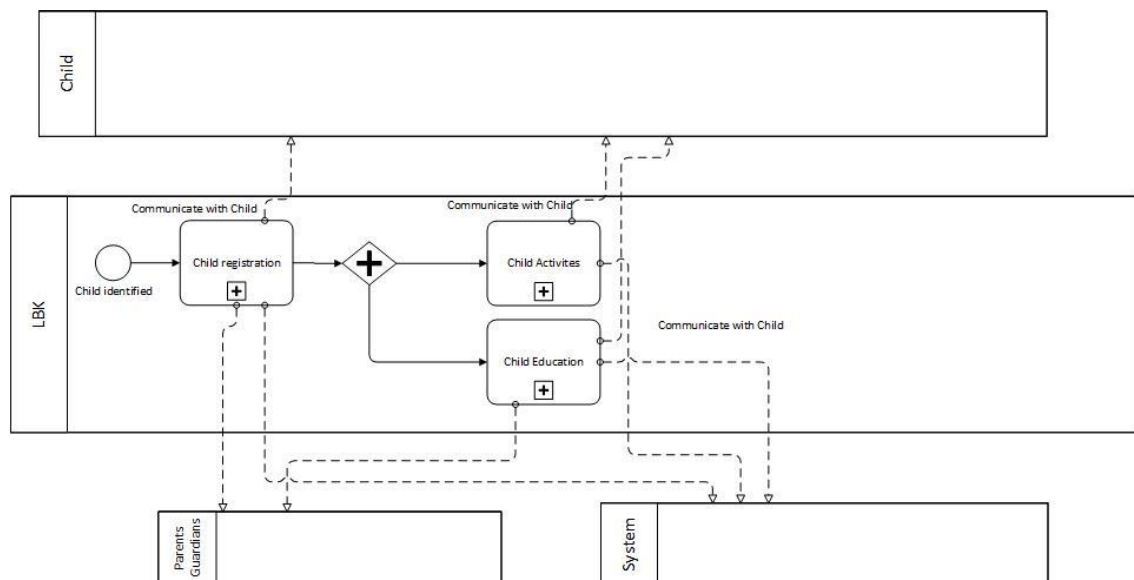 Child
LBK
Communicate with Child
Communicate with Child
Child identified
Child registration
Child Activites
Communicate with Child
Child Education
Parents
Guardians
System